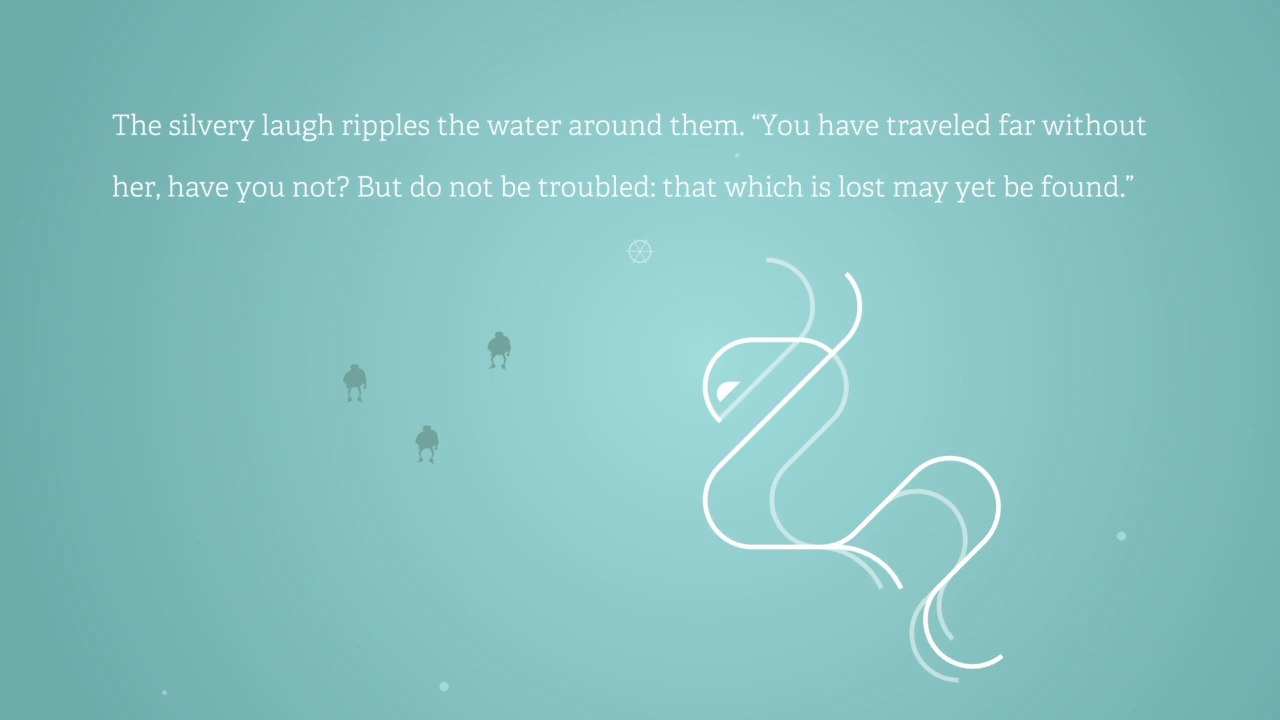 The silvery laugh ripples the water around them. “You have traveled far without
her, have you not? But do not be troubled: that which is lost may yet be found.”